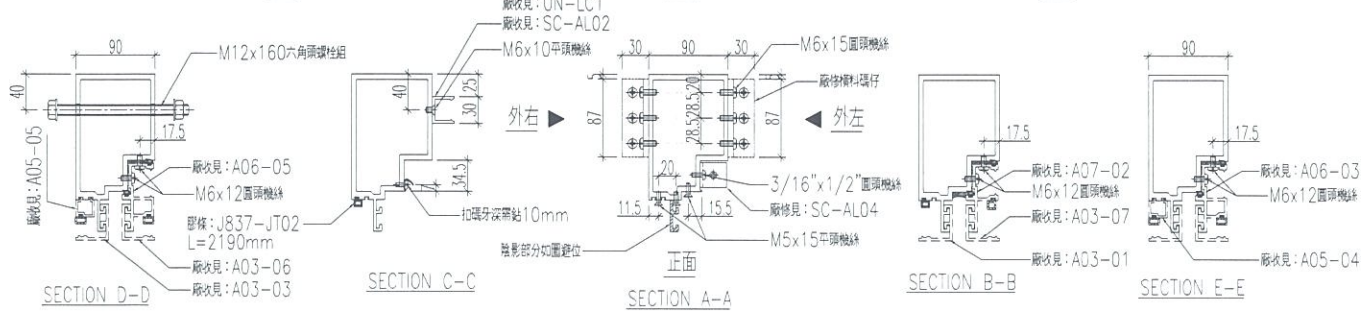 90
M12x160六角頭螺栓組
40
17.5
廠收見:A05-05
廠收見:A06-05
M6x12圓頭機絲
膠條:J837-JT02
L=2190mm
廠收見:A03-06
廠收見:A03-03
SECTION D-D
廠收見:UN-LC1
廠收見:SC-AL02
M6x10平頭機絲
40
25
30
34.5
扣碼牙深需鉆10mm
SECTION C-C
外右
30
90
30
M6x15圓頭機絲
廠修橫料碼仔
87
28.5
28.5
20
87
外左
20
3/16"x1/2"圓頭機絲
廠修見:SC-AL04
11.5
15.5
M5x15平頭機絲
陰影部分如圖避位
正面
SECTION A-A
17.5
廠收見:A07-02
M6x12圓頭機絲
廠收見:A03-07
廠收見:A03-01
SECTION B-B
90
17.5
廠收見:A06-03
M6x12圓頭機絲
廠收見:A05-04
SECTION E-E